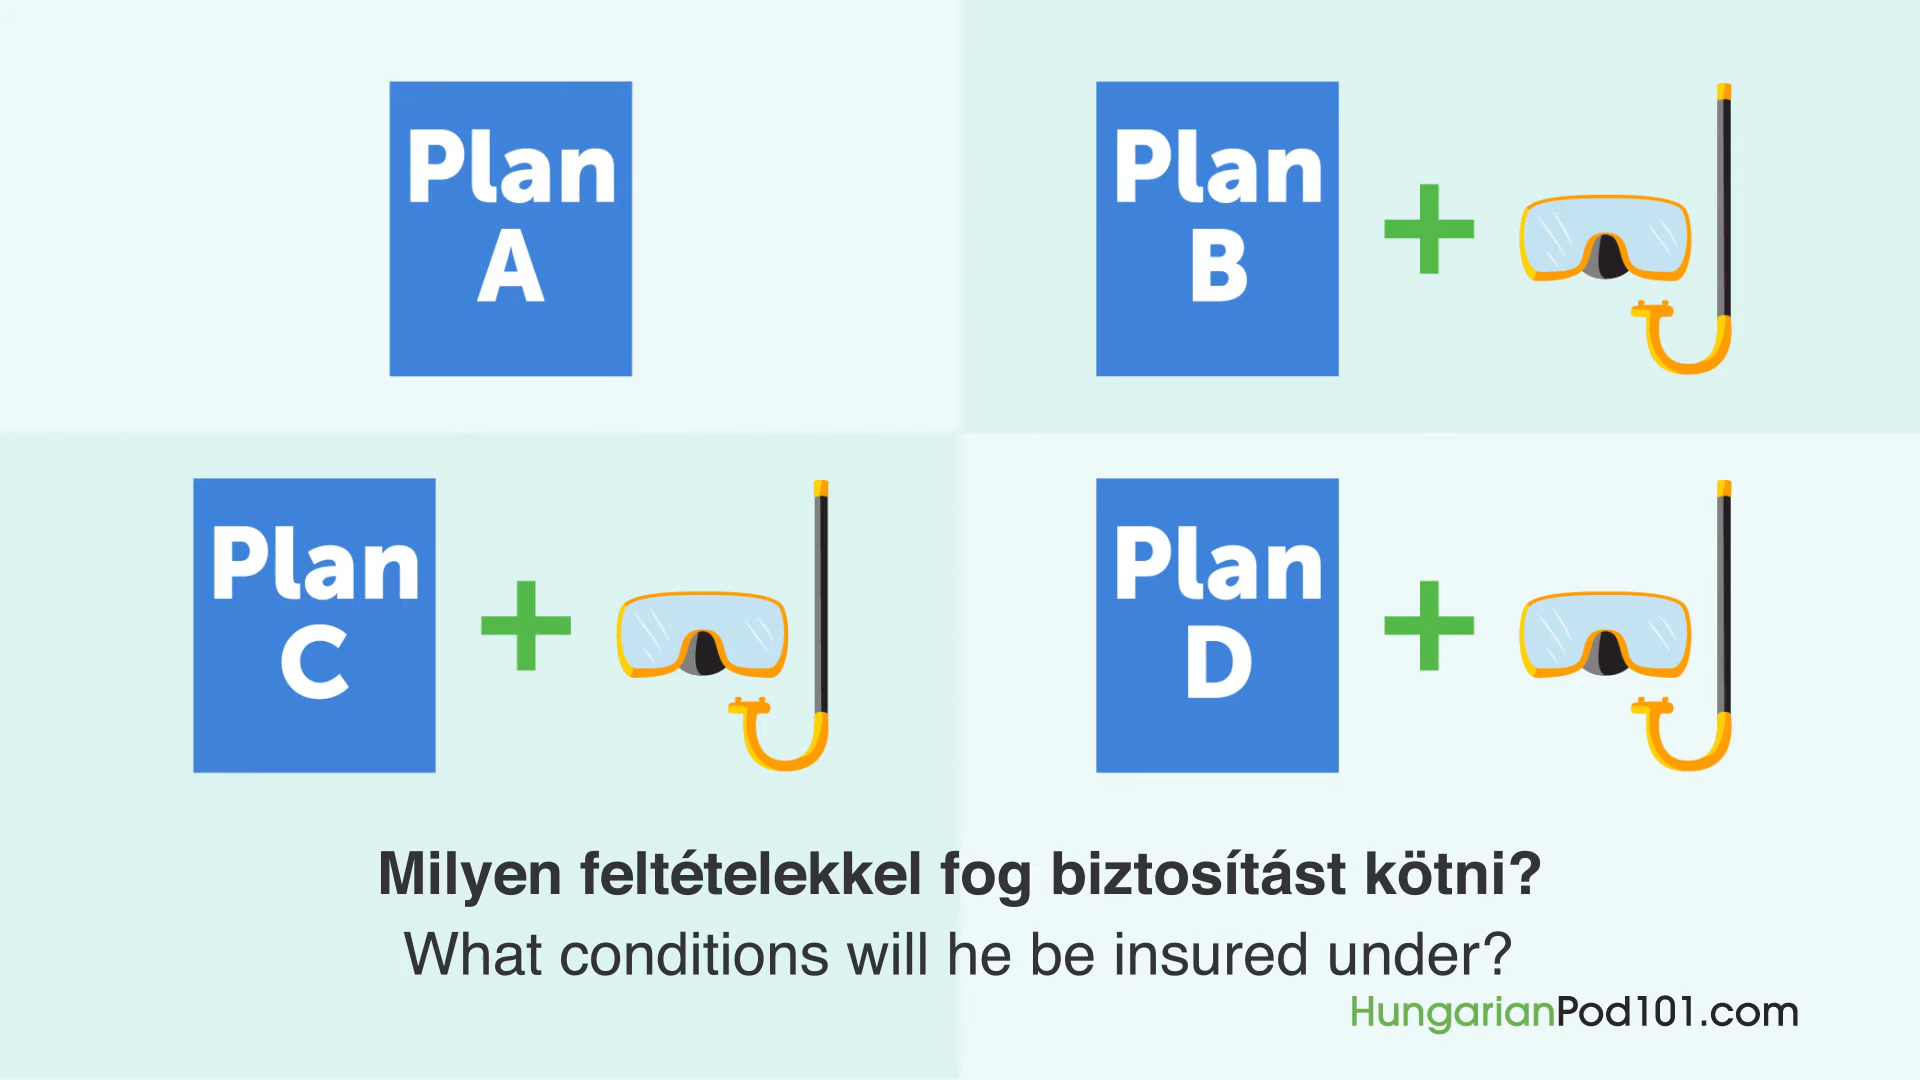 Plan
A
Plan
B
Plan
C
Plan
D
Milyen feltételekkel fog biztosítást kötni?
What conditions will he be insured under?
HungarianPod101.com